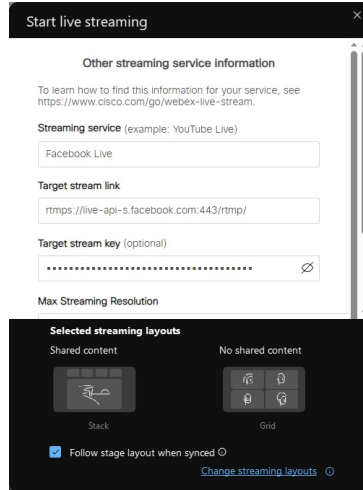 Start live streaming
Other streaming service information
To learn how to find this information for your service, see
https://www.cisco.com/go/webex-live-stream.
Streaming service (example: YouTube Live)
Facebook Live
Target stream link
rtmps://live-api-s.facebook.com:443/rtmp/
Target stream key (optional)
Max Streaming Resolution
Selected streaming layouts
Shared content No shared content
Stack Grid
Follow stage layout when synced
Change streaming layouts